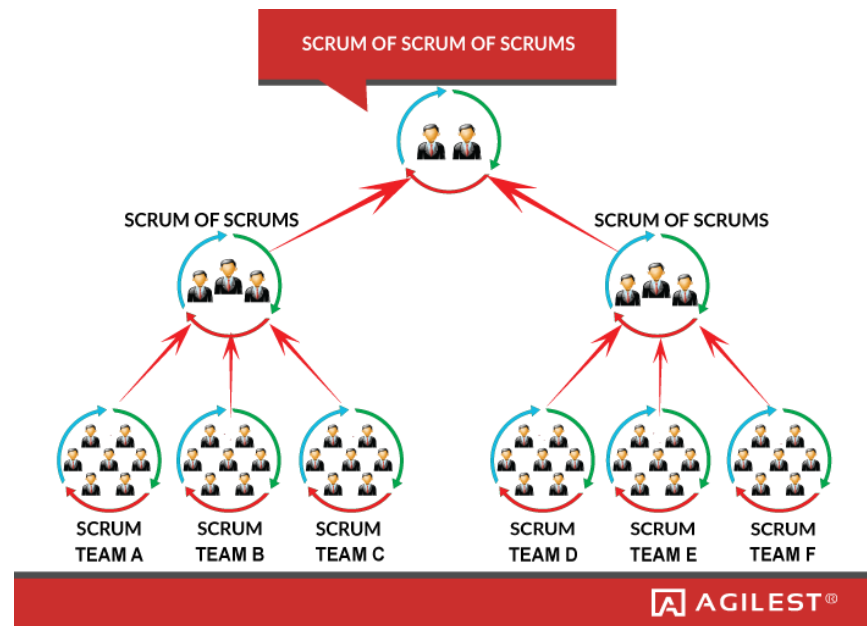 SCRUM OF SCRUM OF SCRUMS
SCRUM OF SCRUMS
SCRUM OF SCRUMS
SCRUM
TEAM A
SCRUM
TEAM B
SCRUM
TEAM C
SCRUM
TEAM D
SCRUM
TEAM E
SCRUM
TEAM F
AGILEST®